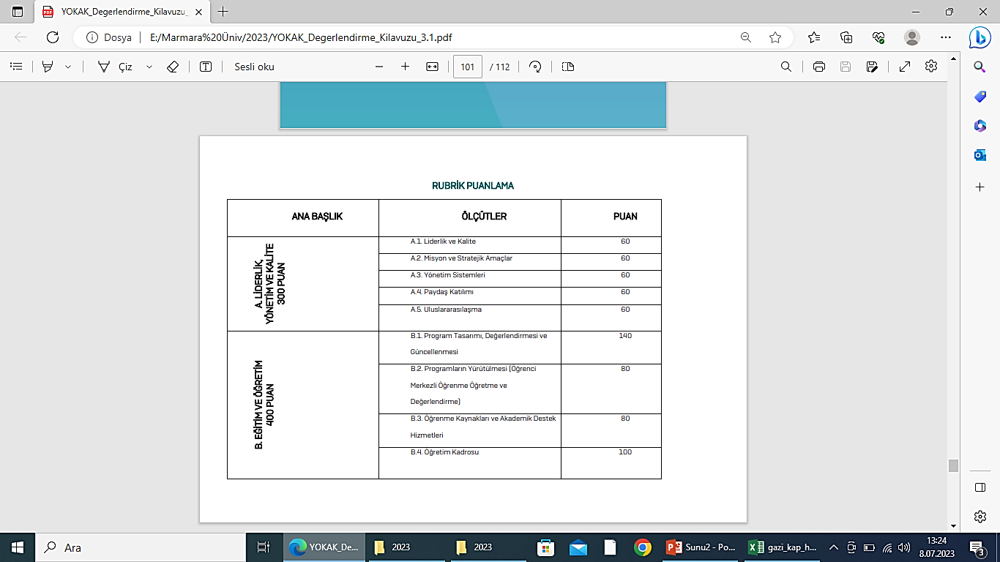 YOKAK_Degerlendirme_Kilavuzu_
Dosya
E:/Marmara%20Üniv/2023/YOKAK_Degerlendirme_Kilavuzu_3.1.pdf
Çiz
Sesli oku
101 / 112
RUBRİK PUANLAMA
ANA BAŞLIK ÖLÇÜTLER PUAN
A. LİDERLİK,
YÖNETİM VE KALİTE
300 PUAN
A.1. Liderlik ve Kalite 60
A.2. Misyon ve Stratejik Amaçlar 60
A.3. Yönetim Sistemleri 60
A.4. Paydaş Katılımı 60
A.5. Uluslararasılaşma 60
B. EĞİTİM VE ÖĞRETİM
400 PUAN
B.1. Program Tasarımı, Değerlendirmesi ve 140
Güncellenmesi
B.2. Programların Yürütülmesi (Öğrenci 80
Merkezli Öğrenme Öğretme ve
Değerlendirme)
B.3. Öğrenme Kaynakları ve Akademik Destek 80
Hizmetleri
B.4. Öğretim Kadrosu 100
Ara
YOKAK_De...
2023
2023
Sunu2 - Po...
gazi_kap_h...
13:24
8.07.2023
3